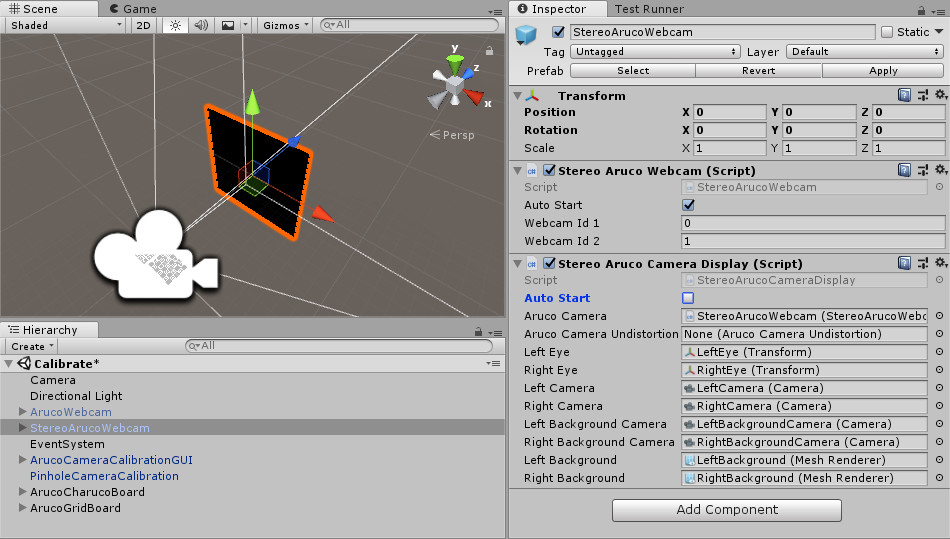 Scene
Game
Shaded
2D
Gizmos
All
y
z
x
Persp
Hierarchy
Create
All
Calibrate*
Camera
Directional Light
ArucoWebcam
StereoArucoWebcam
EventSystem
ArucoCameraCalibrationGUI
PinholeCameraCalibration
ArucoCharucoBoard
ArucoGridBoard
Inspector
Test Runner
StereoArucoWebcam
Static
Tag Untagged
Layer Default
Prefab Select Revert Apply
Transform
Position X 0 Y 0 Z 0
Rotation X 0 Y 0 Z 0
Scale X 1 Y 1 Z 1
Stereo Aruco Webcam (Script)
Script StereoArucoWebcam
Auto Start
Webcam Id 1 0
Webcam Id 2 1
Stereo Aruco Camera Display (Script)
Script StereoArucoCameraDisplay
Auto Start
Aruco Camera StereoArucoWebcam (StereoArucoWebc
Aruco Camera Undistortion None (Aruco Camera Undistortion)
Left Eye LeftEye (Transform)
Right Eye RightEye (Transform)
Left Camera LeftCamera (Camera)
Right Camera RightCamera (Camera)
Left Background Camera LeftBackgroundCamera (Camera)
Right Background Camera RightBackgroundCamera (Camera)
Left Background LeftBackground (Mesh Renderer)
Right Background RightBackground (Mesh Renderer)
Add Component